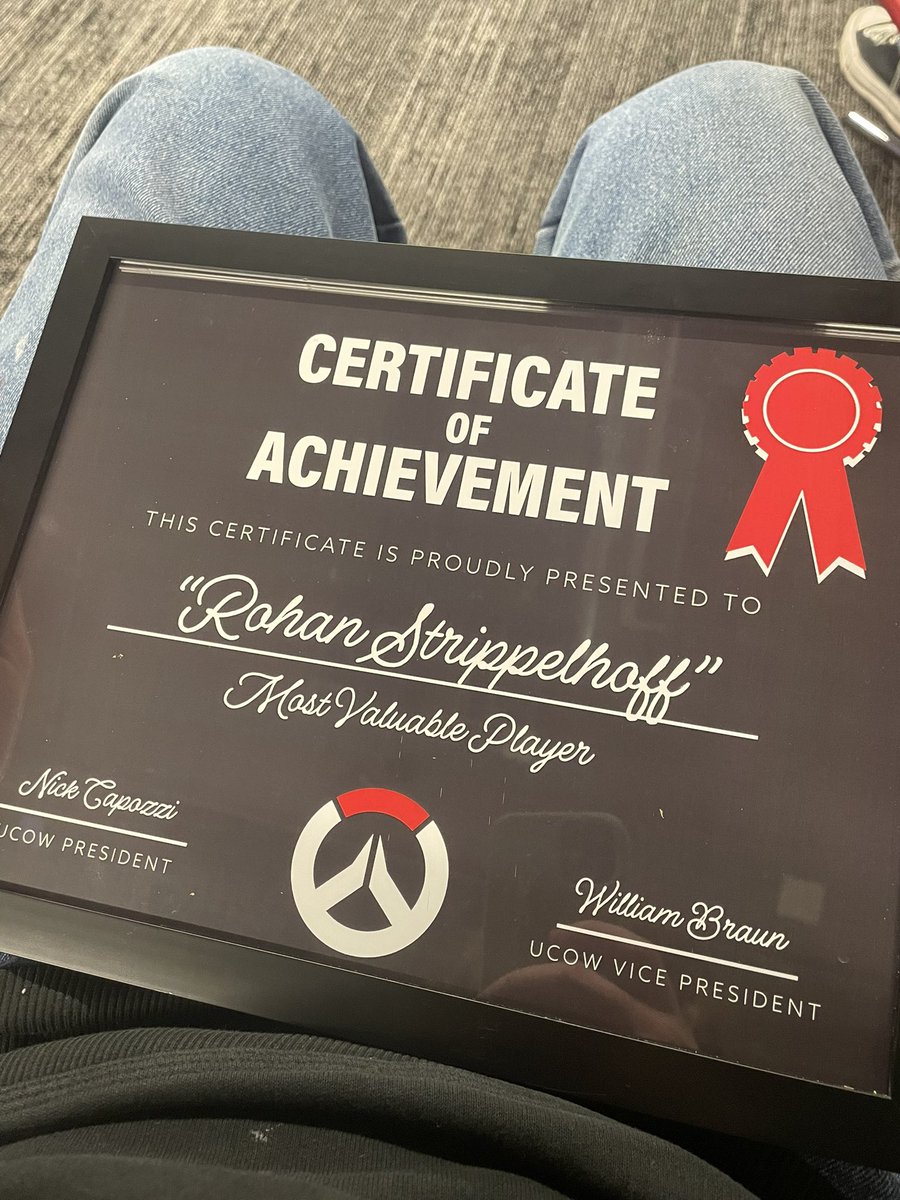 CERTIFICATE
OF
ACHIEVEMENT
THIS CERTIFICATE IS PROUDLY PRESENTED TO
“Rohan Strippelhoff”
Most Valuable Player
Nick Capozzi
UCOW PRESIDENT
William Braun
UCOW VICE PRESIDENT